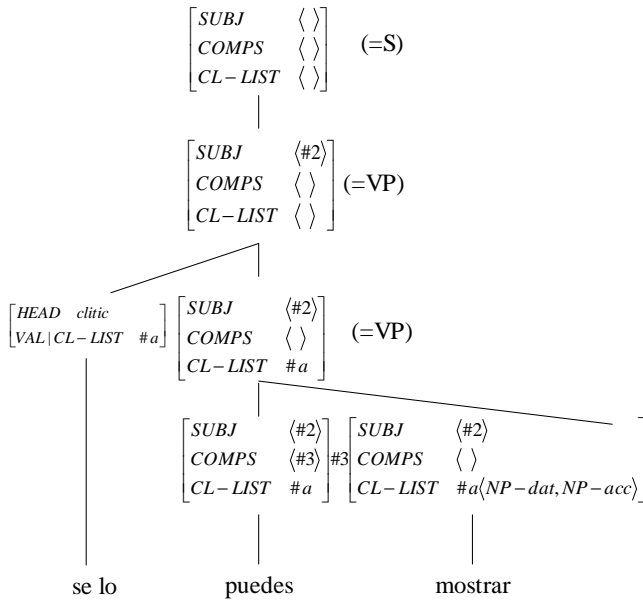 SUBJ ⟨ ⟩
COMPS ⟨ ⟩ (=S)
CL-LIST ⟨ ⟩
SUBJ ⟨#2⟩
COMPS ⟨ ⟩ (=VP)
CL-LIST ⟨ ⟩
HEAD clitic
VAL|CL-LIST #a
SUBJ ⟨#2⟩
COMPS ⟨ ⟩ (=VP)
CL-LIST #a
SUBJ ⟨#2⟩
COMPS ⟨#3⟩
CL-LIST #a
#3
SUBJ ⟨#2⟩
COMPS ⟨ ⟩
CL-LIST #a⟨NP-dat, NP-acc⟩
se lo puedes mostrar